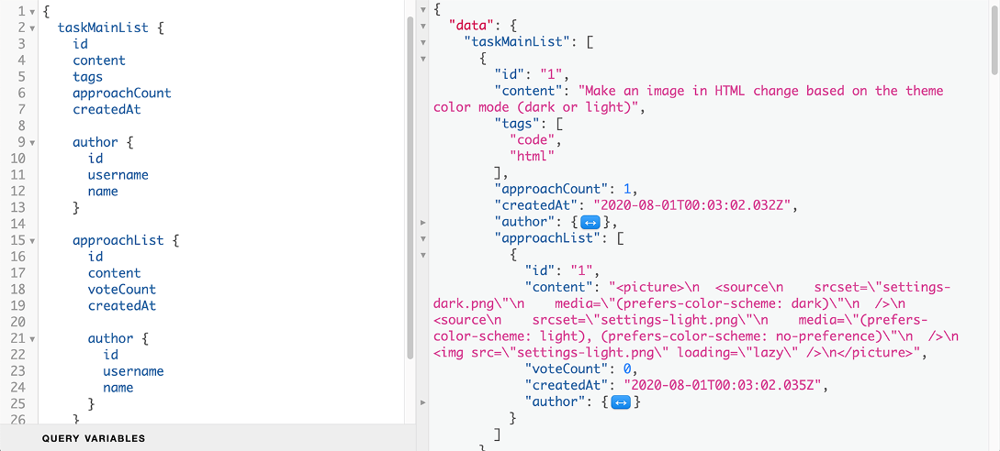 1 {
2 taskMainList {
3 id
4 content
5 tags
6 approachCount
7 createdAt
8
9 author {
10 id
11 username
12 name
13 }
14
15 approachList {
16 id
17 content
18 voteCount
19 createdAt
20
21 author {
22 id
23 username
24 name
25 }
26 }
QUERY VARIABLES
{
"data": {
"taskMainList": [
{
"id": "1",
"content": "Make an image in HTML change based on the theme
color mode (dark or light)",
"tags": [
"code",
"html"
],
"approachCount": 1,
"createdAt": "2020-08-01T00:03:02.032Z",
"author": {↔},
"approachList": [
{
"id": "1",
"content": "<picture>\n  <source\n    srcset=\"settings-
dark.png\"\n    media=\"(prefers-color-scheme: dark)\"\n  />\n
<source\n    srcset=\"settings-light.png\"\n    media=\"(prefers-
color-scheme: light), (prefers-color-scheme: no-preference)\"\n  />\n
<img src=\"settings-light.png\" loading=\"lazy\" />\n</picture>",
"voteCount": 0,
"createdAt": "2020-08-01T00:03:02.035Z",
"author": {↔}
}
]
}